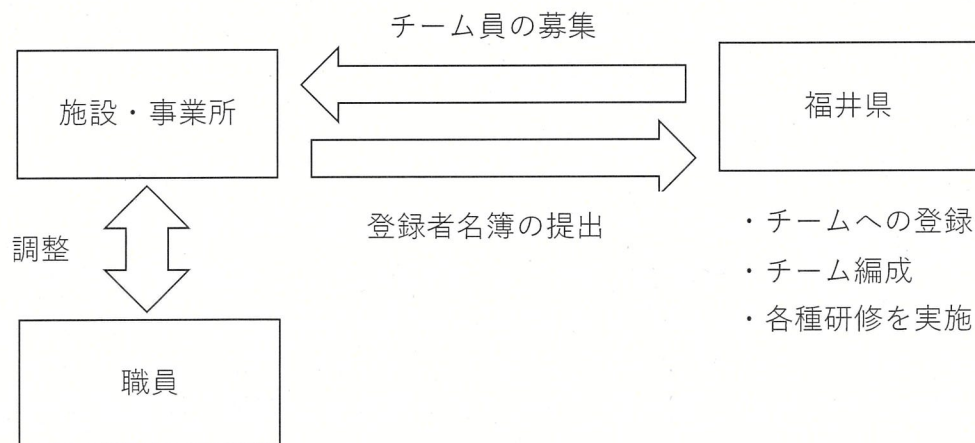 チーム員の募集
施設・事業所
福井県
登録者名簿の提出
調整
・チームへの登録
・チーム編成
・各種研修を実施
職員